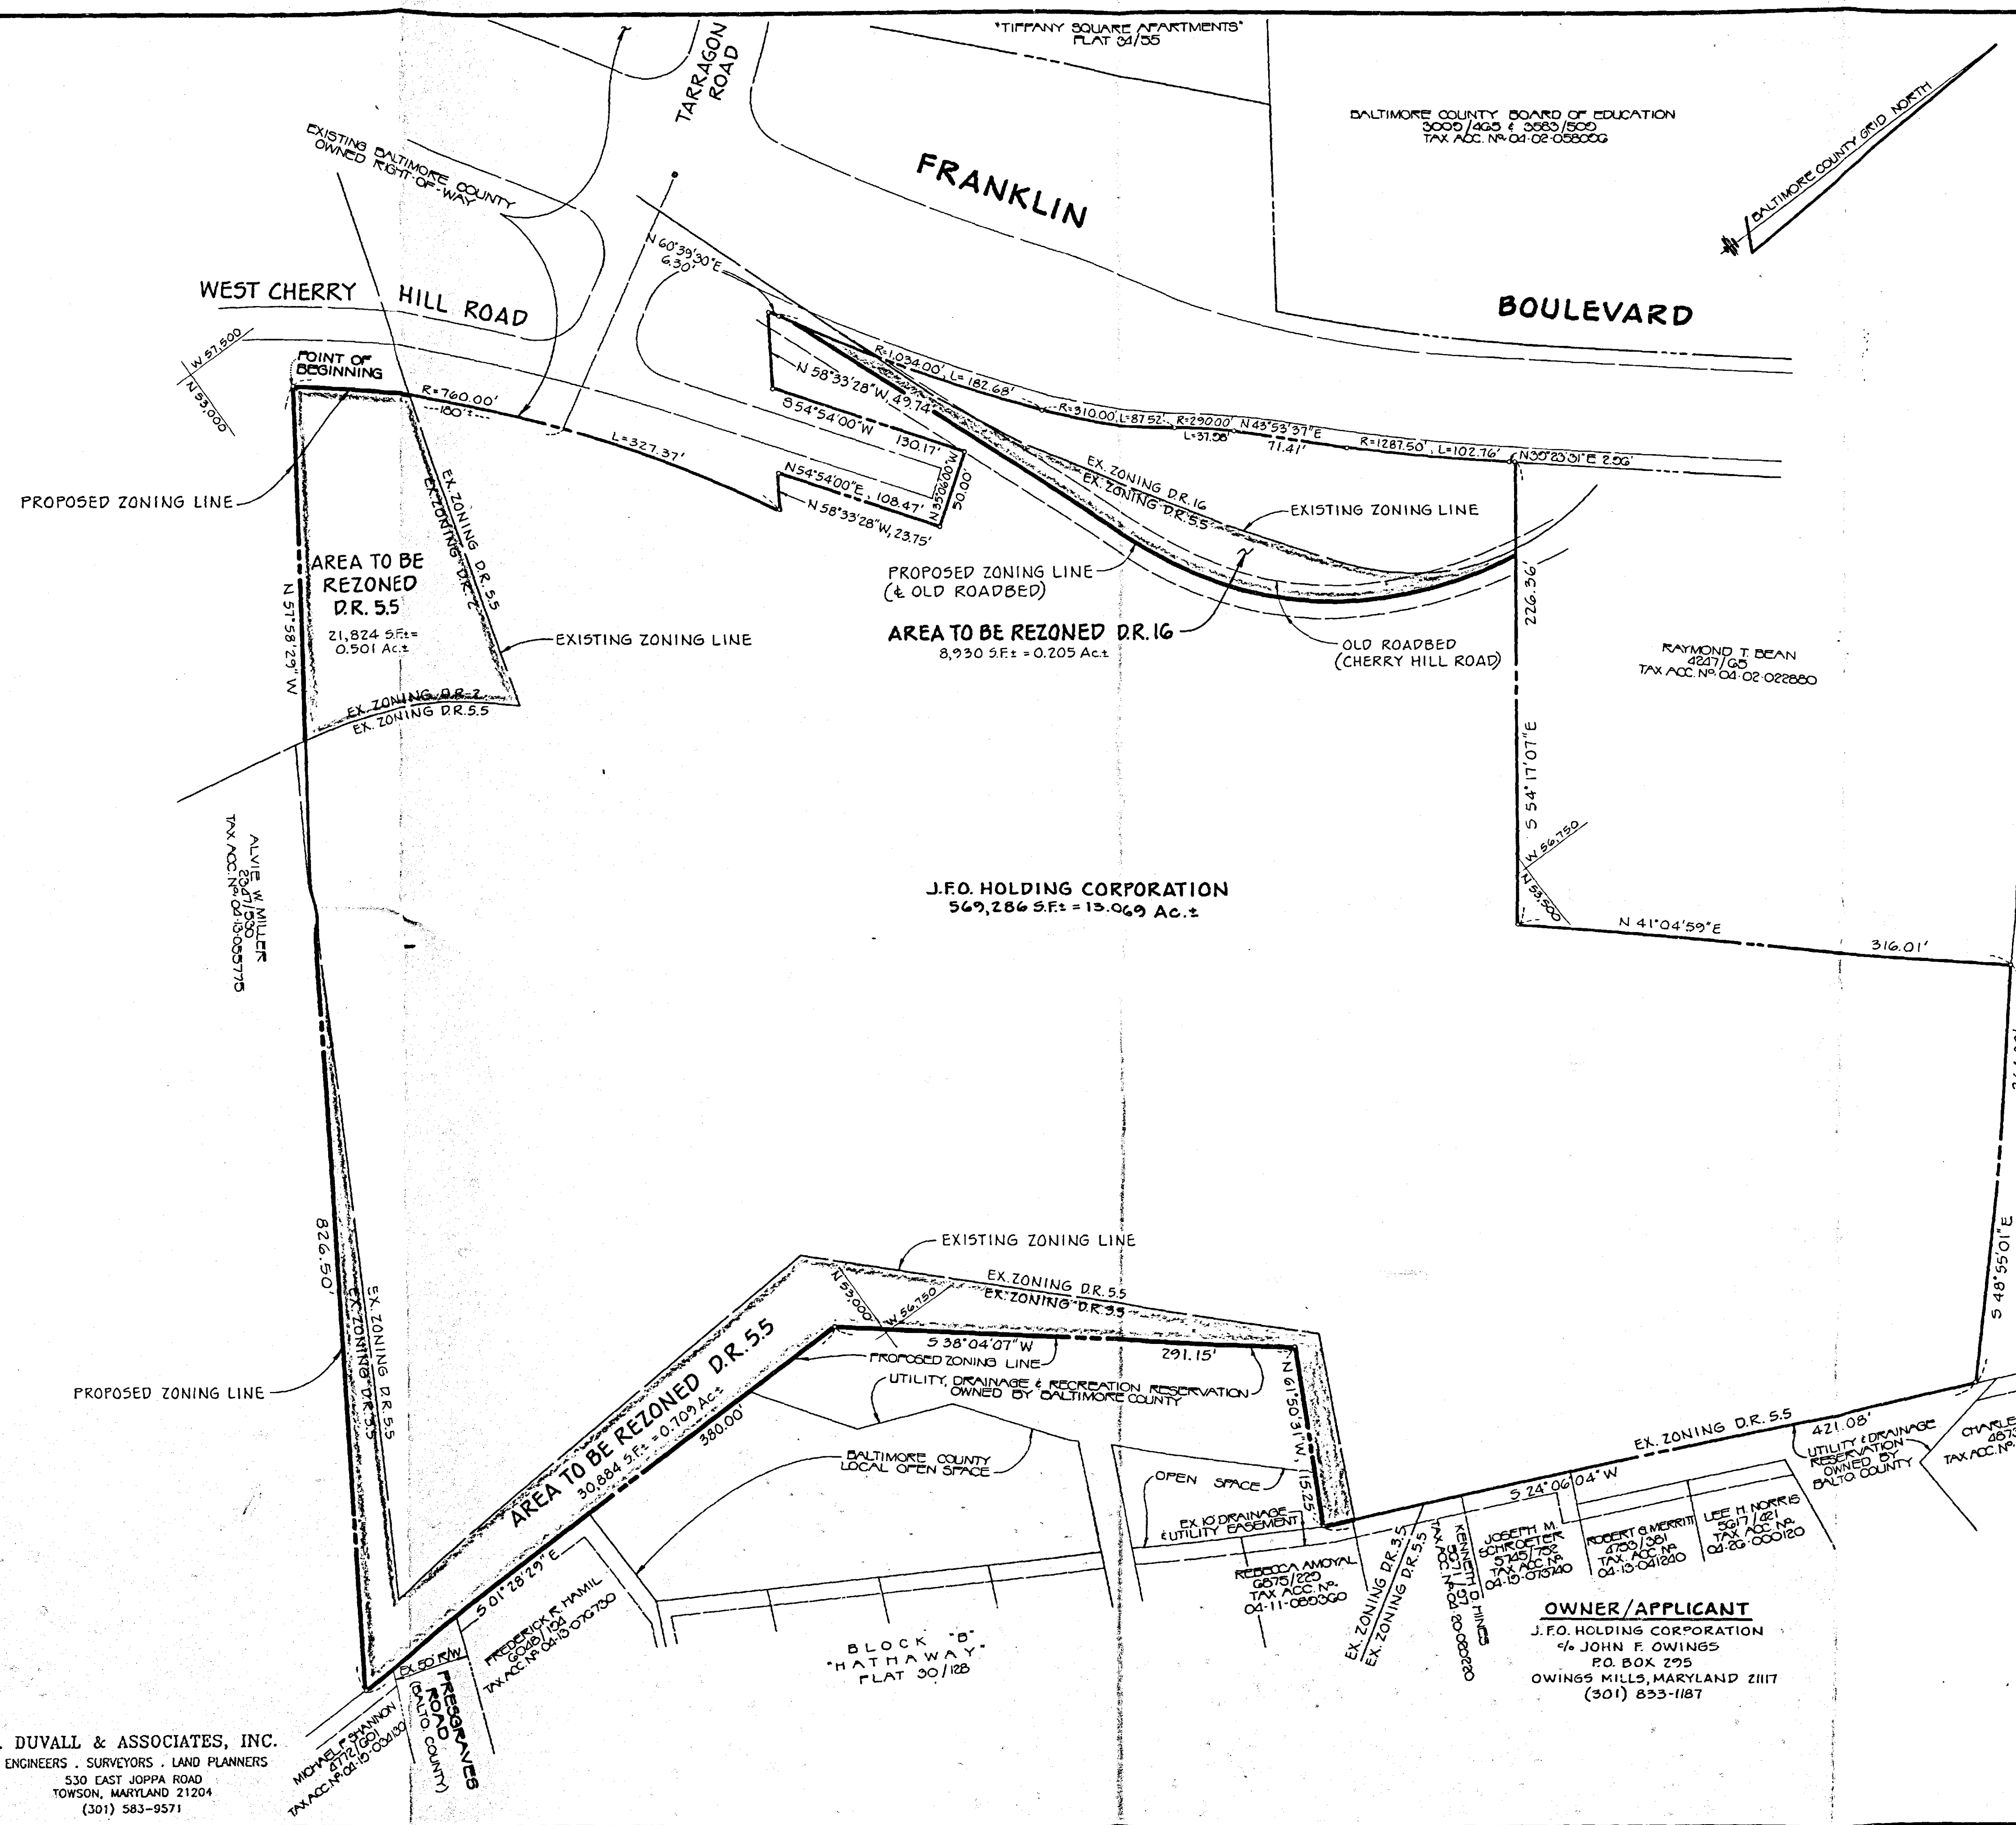 "TIFFANY SQUARE APARTMENTS"
PLAT 34/55
TARRAGON
ROAD
BALTIMORE COUNTY BOARD OF EDUCATION
BALTIMORE COUNTY GRID NORTH
EXISTING BALTIMORE COUNTY
OWNED RIGHT-OF-WAY
FRANKLIN
BOULEVARD
WEST CHERRY HILL ROAD
N 60°39'30"E
6.30'
W 57,500
N 53,000
POINT OF
BEGINNING
R=760.00'
180'±
L=327.37'
R=1,034.00', L=182.68'
N 58°33'28"W, 49.74'
S 54°54'00"W
130.17'
R=310.00', L=87.52'
R=290.00'
L=37.58'
N 43°53'37"E
71.41'
R=1287.50', L=102.76'
N 54°54'00"E, 108.47'
N 58°33'28"W, 23.75'
N 35°06'00"W
50.00'
PROPOSED ZONING LINE
EX. ZONING D.R. 5.5
EX. ZONING D.R. 2
EX. ZONING D.R. 16
EX. ZONING D.R. 5.5
EXISTING ZONING LINE
AREA TO BE
REZONED
D.R. 5.5
21,824 S.F.± =
0.501 Ac.±
EXISTING ZONING LINE
EX. ZONING D.R. 2
EX. ZONING D.R. 5.5
N 57°58'29" W
PROPOSED ZONING LINE
(℄ OLD ROADBED)
AREA TO BE REZONED D.R. 16
8,930 S.F.± = 0.205 Ac.±
OLD ROADBED
(CHERRY HILL ROAD)
226.36'
S 54°17'07"E
RAYMOND T. BEAN
TAX ACC. Nº 04-02-022880
W 56,750
N 53,500
N 41°04'59"E
316.01'
ALVIE W. MILLER
J.F.O. HOLDING CORPORATION
569,286 S.F.± = 13.069 Ac.±
826.50'
S 48°55'01"E
PROPOSED ZONING LINE
EX. ZONING D.R. 5.5
EX. ZONING D.R. 3.5
EXISTING ZONING LINE
EX. ZONING D.R. 5.5
EX. ZONING D.R. 3.5
N 53,000
W 56,750
S 38°04'07"W
291.15'
PROPOSED ZONING LINE
UTILITY, DRAINAGE & RECREATION RESERVATION
OWNED BY BALTIMORE COUNTY
N 61°50'31"W, 115.25'
AREA TO BE REZONED D.R. 5.5
30,884 S.F.± = 0.709 Ac.±
380.00'
S 01°28'29" E
BALTIMORE COUNTY
LOCAL OPEN SPACE
OPEN SPACE
EX. 10' DRAINAGE
& UTILITY EASEMENT
EX. ZONING D.R. 5.5
421.08'
S 24°06'04" W
UTILITY & DRAINAGE
RESERVATION
OWNED BY
BALTO. COUNTY
CHARLE
TAX ACC. Nº
REBECCA AMOYAL
6875/229
TAX ACC. Nº
EX. ZONING D.R. 3.5
EX. ZONING D.R. 5.5
KENNETH D. HINES
JOSEPH M.
SCHROETER
5745/752
TAX ACC. Nº
ROBERT G. MERRITT
TAX. ACC. Nº
04-13-041240
LEE H. NORRIS
5617/421
TAX ACC. Nº
FREDERICK R. HAMIL
6048/194
EX. 50' R/W
PRESGRAVES
ROAD
(BALTO. COUNTY)
MICHAEL P. SHANNON
BLOCK "B"
"HATHAWAY"
PLAT 30/128
OWNER/APPLICANT
J.F.O. HOLDING CORPORATION
c/o JOHN F. OWINGS
P.O. BOX 295
OWINGS MILLS, MARYLAND 21117
(301) 833-1187
. DUVALL & ASSOCIATES, INC.
ENGINEERS . SURVEYORS . LAND PLANNERS
530 EAST JOPPA ROAD
TOWSON, MARYLAND 21204
(301) 583-9571